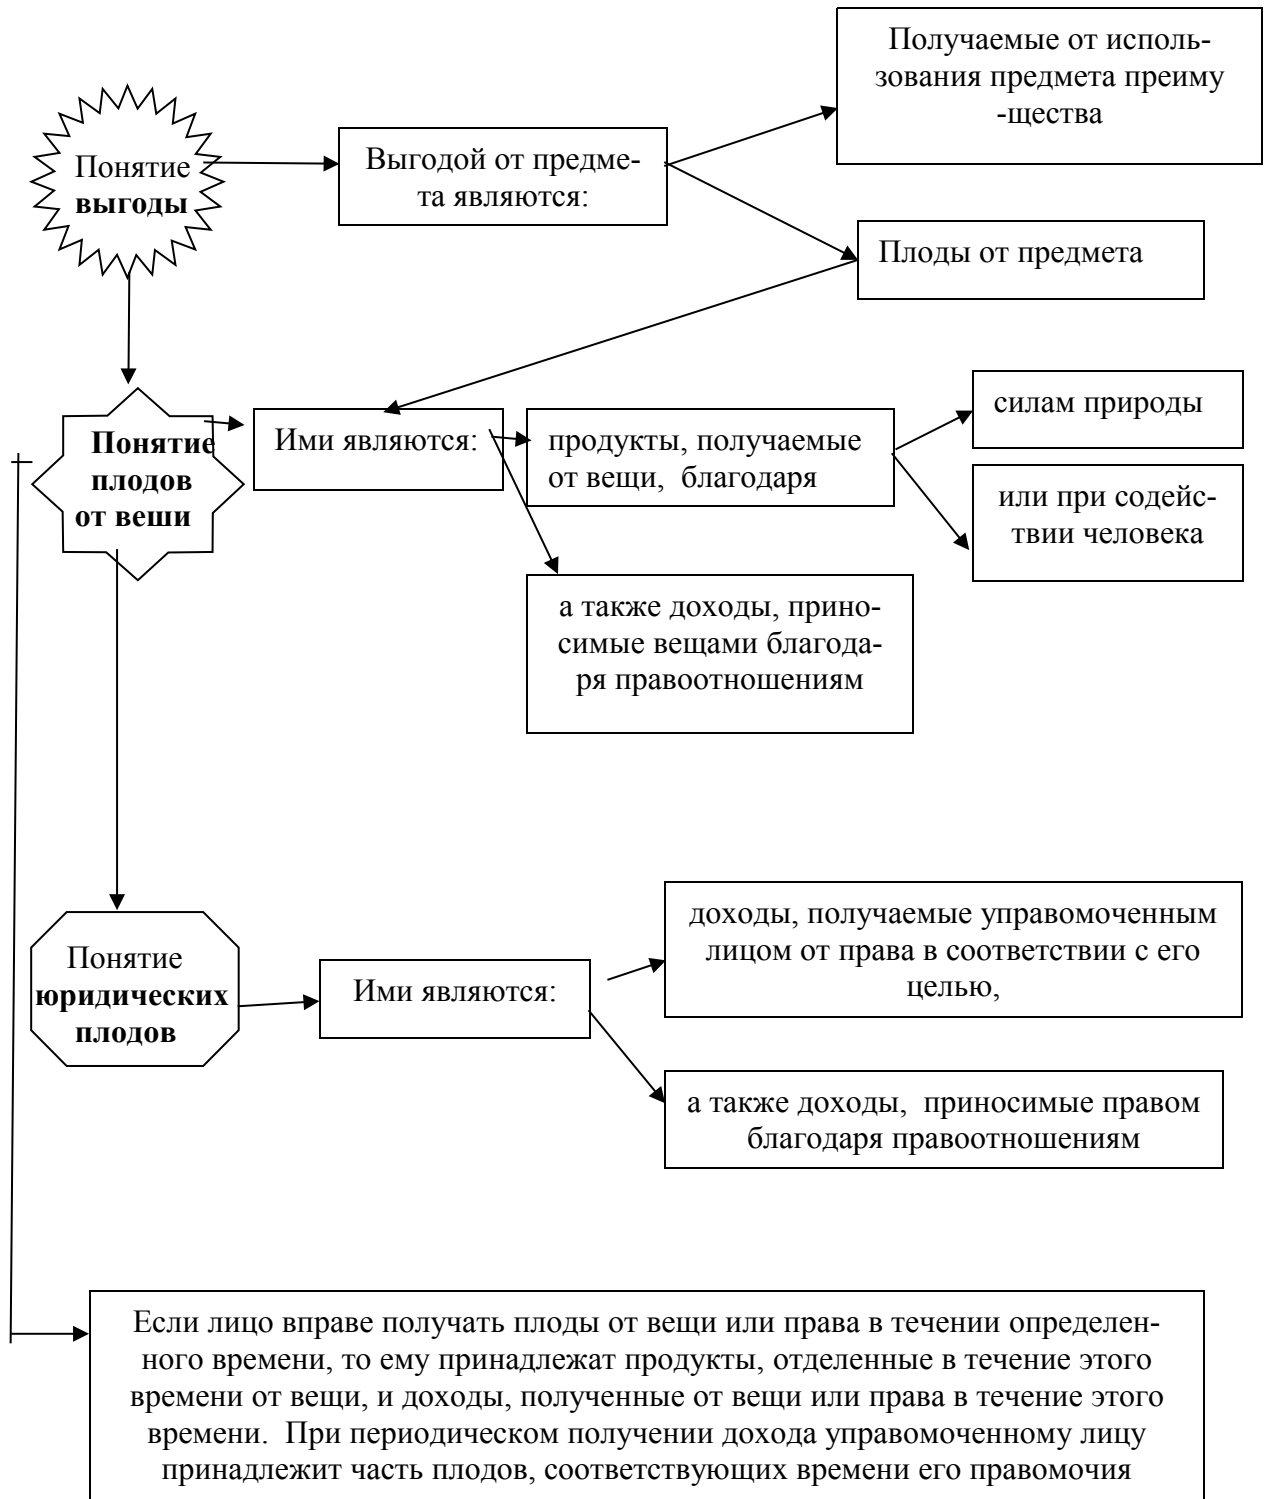 Получаемые от исполь-
зования предмета преиму
-щества
Понятие
выгоды
Выгодой от предме-
та являются:
Плоды от предмета
Понятие
плодов
от веши
Ими являются:
продукты, получаемые
от вещи, благодаря
силам природы
или при содейс-
твии человека
а также доходы, прино-
симые вещами благода-
ря правоотношениям
Понятие
юридических
плодов
Ими являются:
доходы, получаемые управомоченным
лицом от права в соответствии с его
целью,
а также доходы, приносимые правом
благодаря правоотношениям
Если лицо вправе получать плоды от вещи или права в течении определен-
ного времени, то ему принадлежат продукты, отделенные в течение этого
времени от вещи, и доходы, полученные от вещи или права в течение этого
времени. При периодическом получении дохода управомоченному лицу
принадлежит часть плодов, соответствующих времени его правомочия